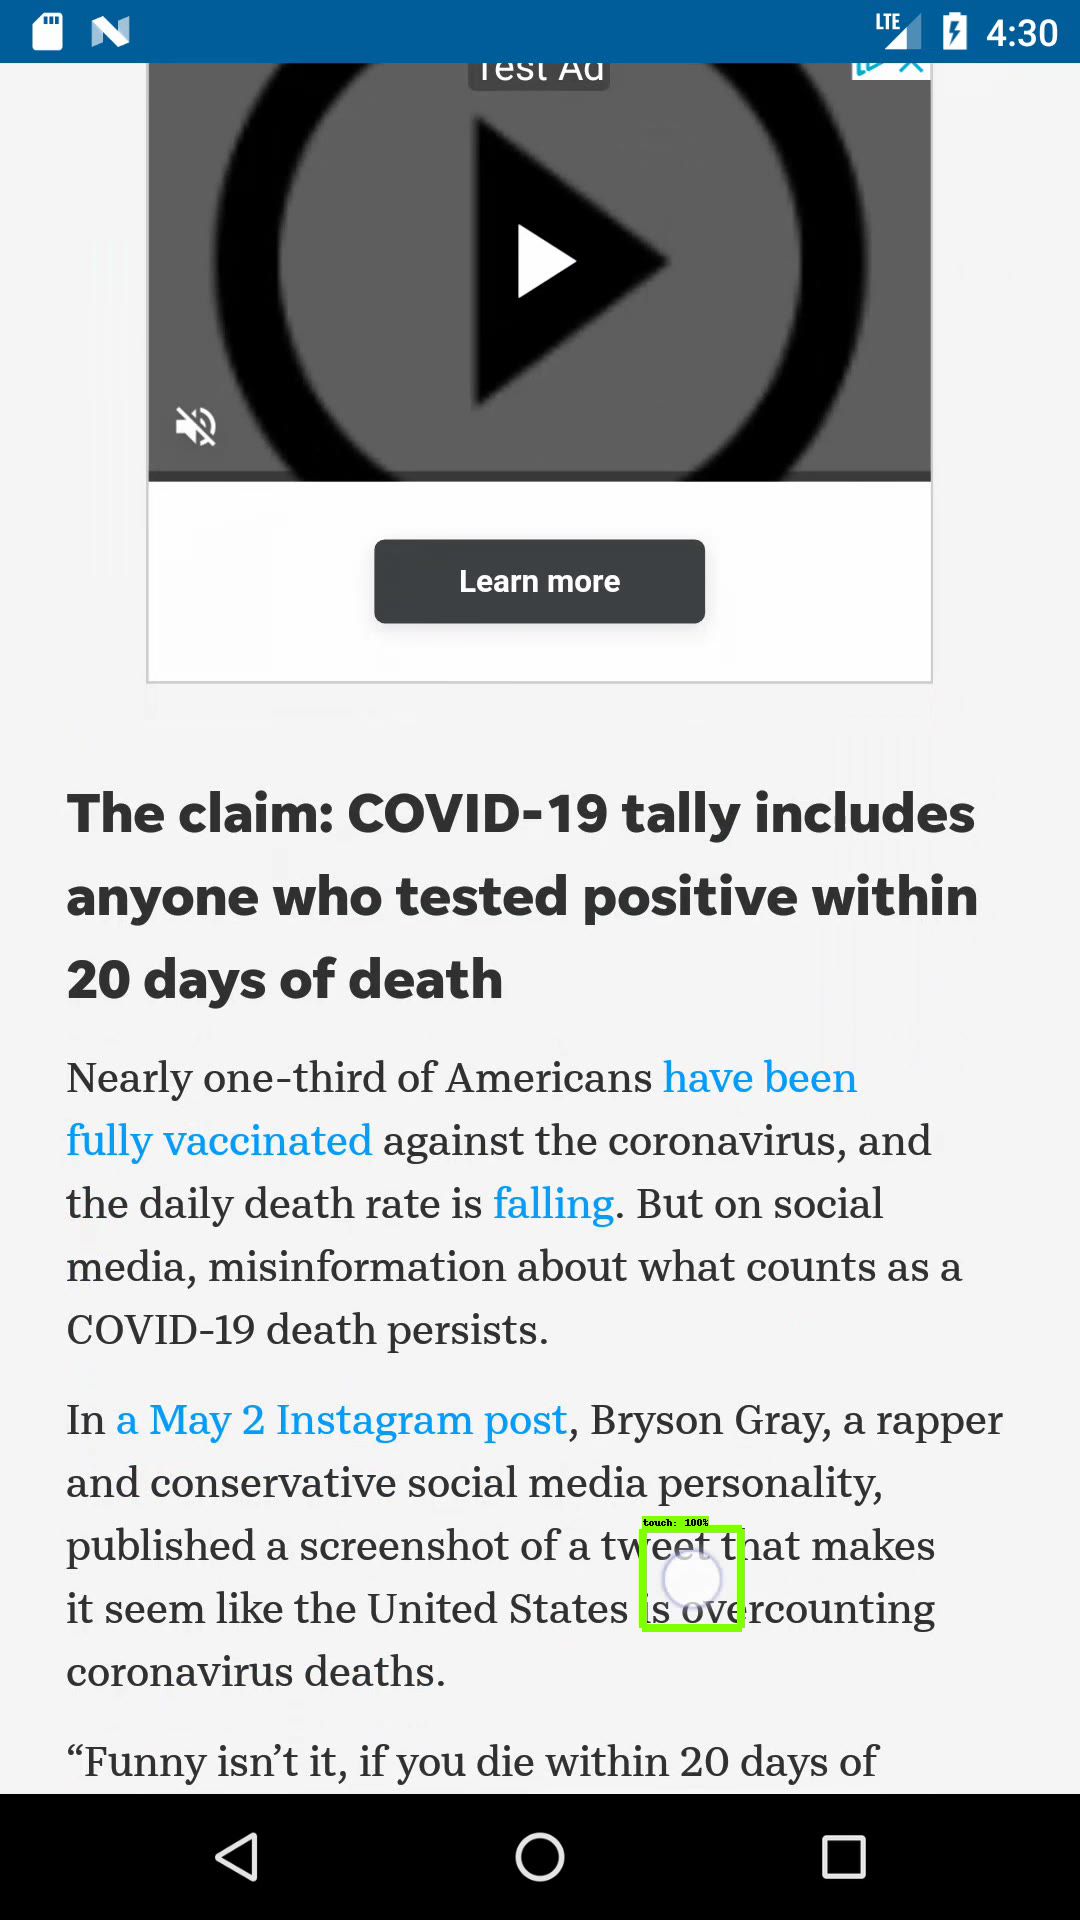 LTE 4:30
Test Ad
Learn more
The claim: COVID-19 tally includes
anyone who tested positive within
20 days of death
Nearly one-third of Americans have been
fully vaccinated against the coronavirus, and
the daily death rate is falling. But on social
media, misinformation about what counts as a
COVID-19 death persists.
In a May 2 Instagram post, Bryson Gray, a rapper
and conservative social media personality,
touch: 100%
published a screenshot of a tweet that makes
it seem like the United States is overcounting
coronavirus deaths.
“Funny isn’t it, if you die within 20 days of